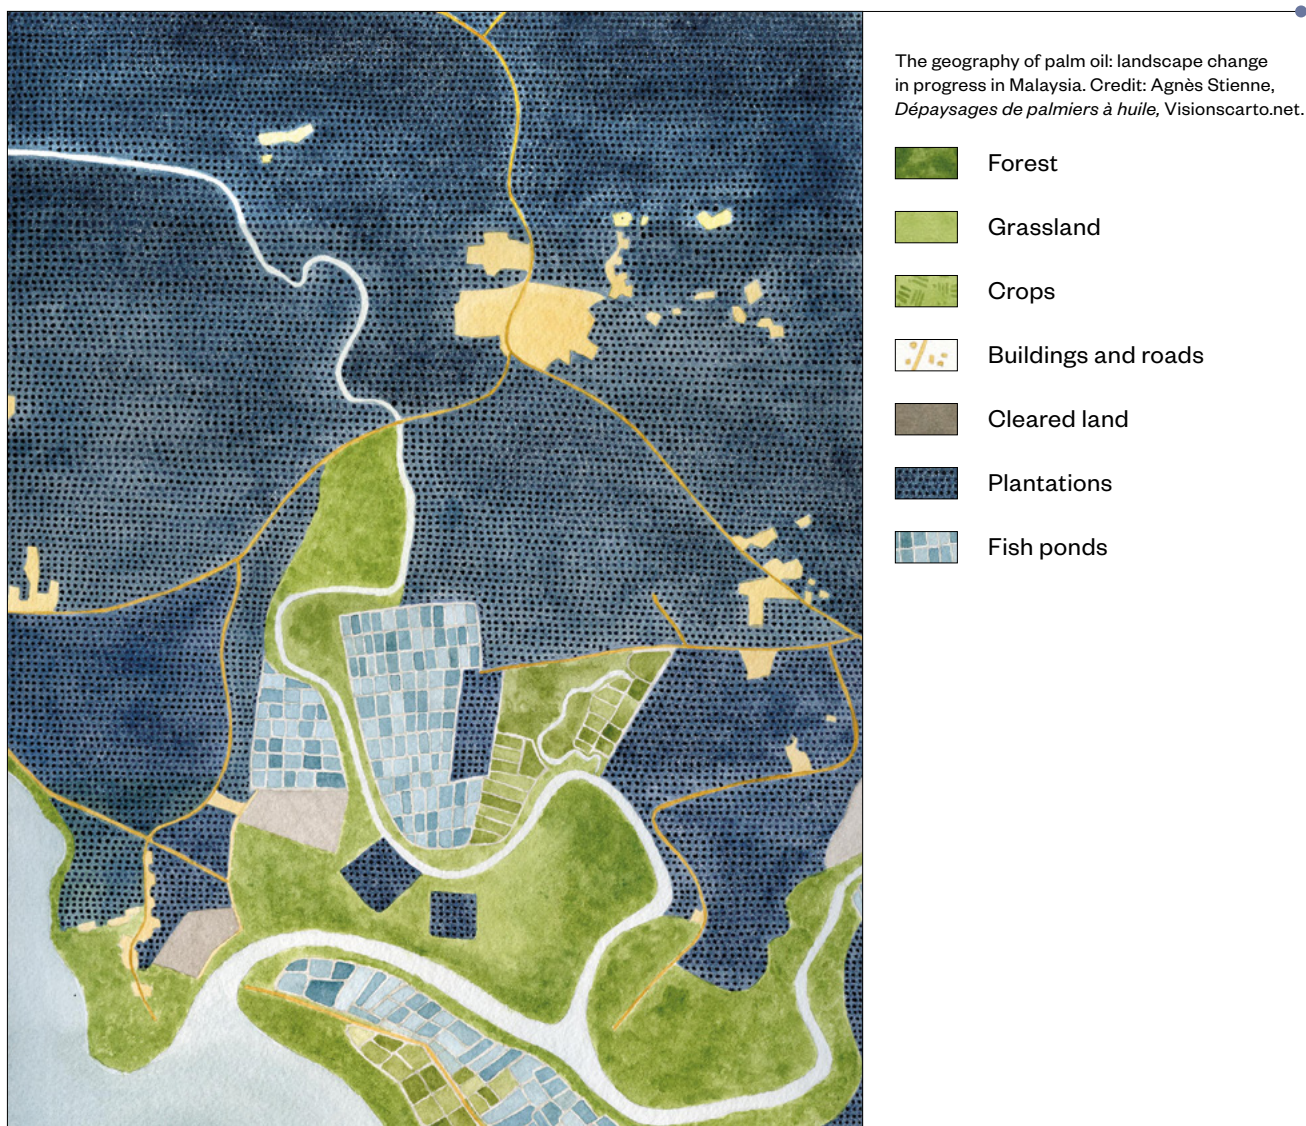 The geography of palm oil: landscape change
in progress in Malaysia. Credit: Agnès Stienne,
Dépaysages de palmiers à huile, Visionscarto.net.
Forest
Grassland
Crops
Buildings and roads
Cleared land
Plantations
Fish ponds